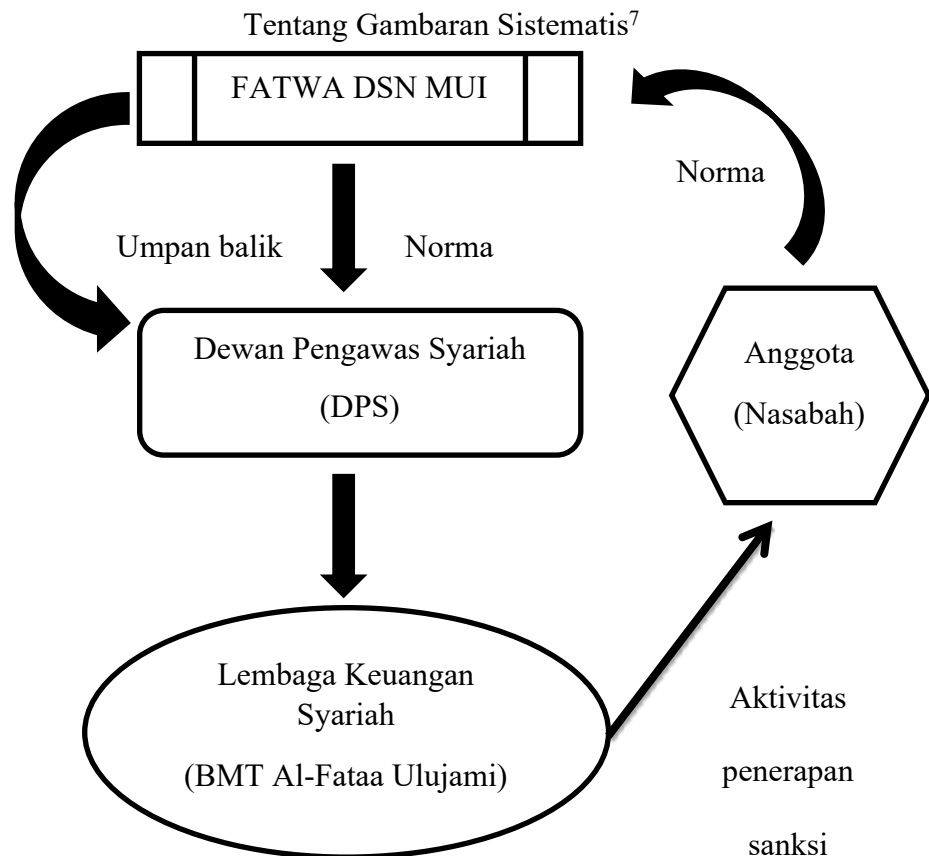 Tentang Gambaran Sistematis⁷
FATWA DSN MUI
Norma
Umpan balik
Norma
Dewan Pengawas Syariah
(DPS)
Anggota
(Nasabah)
Lembaga Keuangan
Syariah
(BMT Al-Fataa Ulujami)
Aktivitas
penerapan
sanksi